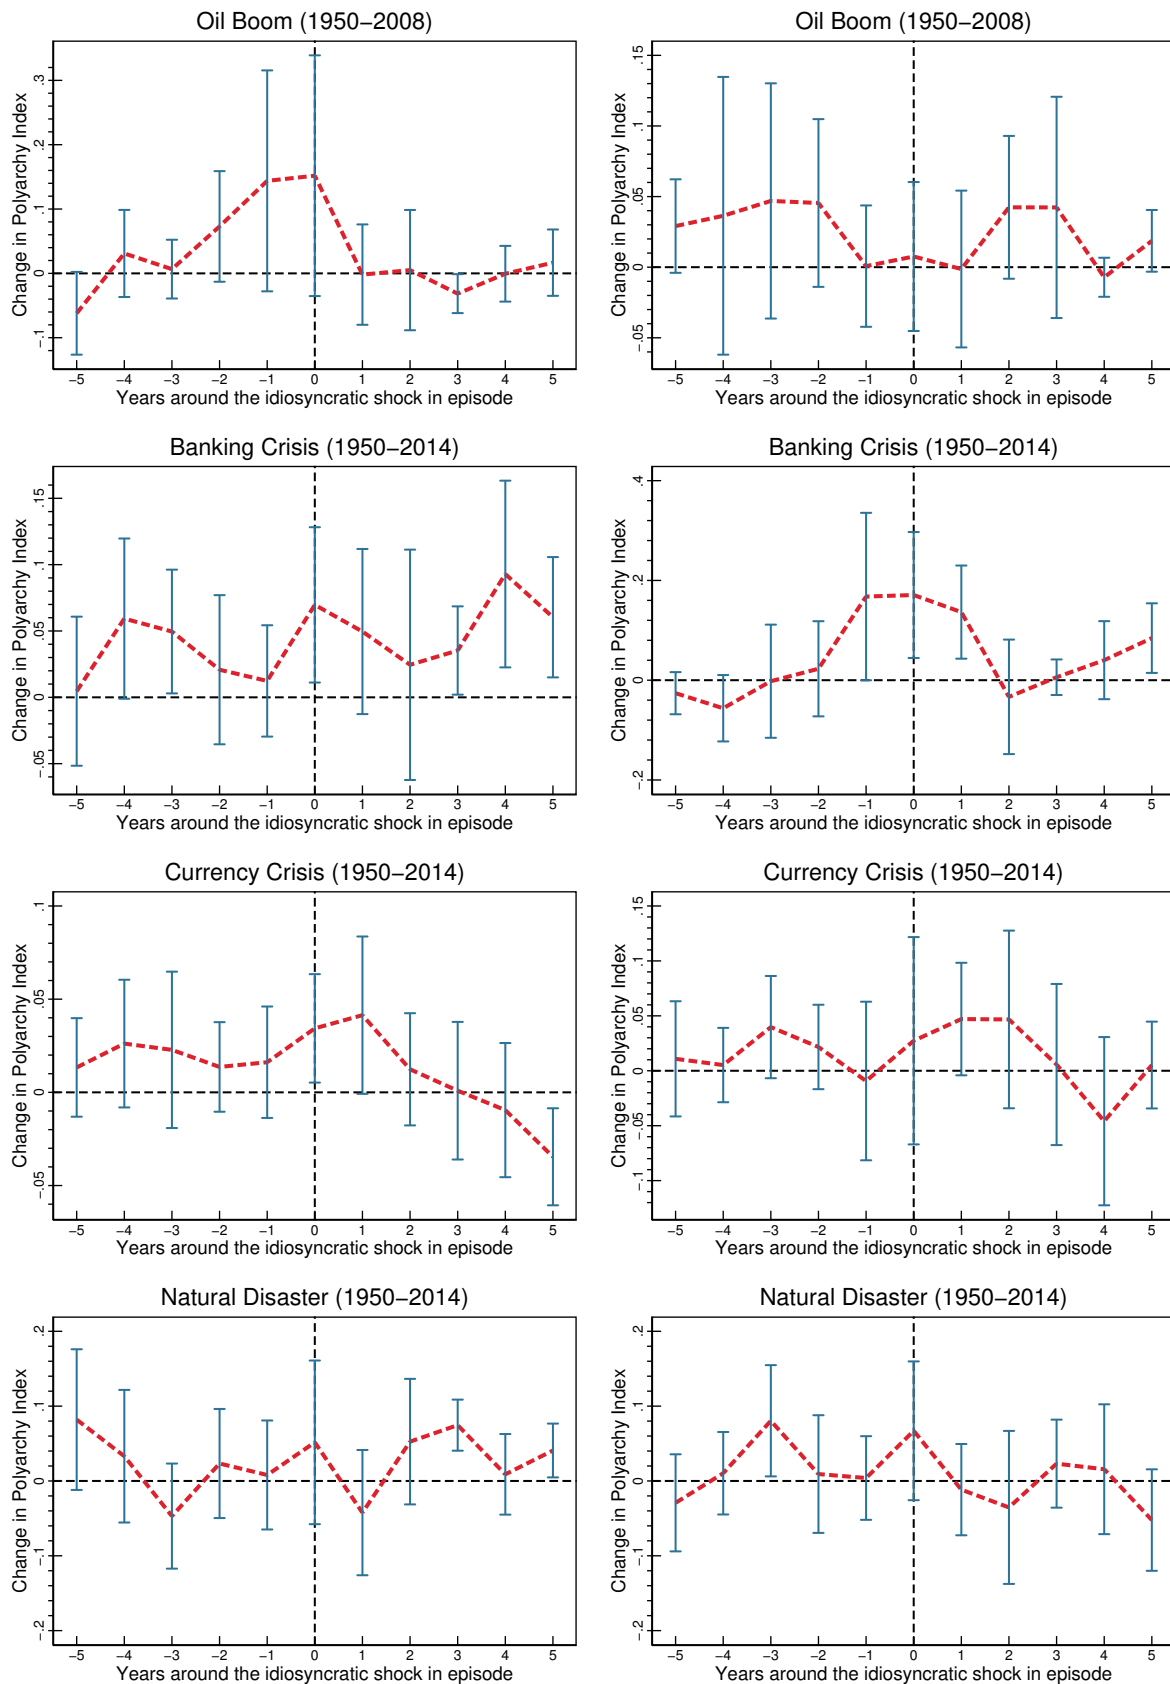 Oil Boom (1950−2008)
Change in Polyarchy Index
.3
.2
.1
0
−.1
−5 −4 −3 −2 −1 0 1 2 3 4 5
Years around the idiosyncratic shock in episode
Oil Boom (1950−2008)
Change in Polyarchy Index
.15
.1
.05
0
−.05
−5 −4 −3 −2 −1 0 1 2 3 4 5
Years around the idiosyncratic shock in episode
Banking Crisis (1950−2014)
Change in Polyarchy Index
.15
.1
.05
0
−.05
−5 −4 −3 −2 −1 0 1 2 3 4 5
Years around the idiosyncratic shock in episode
Banking Crisis (1950−2014)
Change in Polyarchy Index
.4
.2
0
−.2
−5 −4 −3 −2 −1 0 1 2 3 4 5
Years around the idiosyncratic shock in episode
Currency Crisis (1950−2014)
Change in Polyarchy Index
.1
.05
0
−.05
−5 −4 −3 −2 −1 0 1 2 3 4 5
Years around the idiosyncratic shock in episode
Currency Crisis (1950−2014)
Change in Polyarchy Index
.15
.1
.05
0
−.05
−.1
−5 −4 −3 −2 −1 0 1 2 3 4 5
Years around the idiosyncratic shock in episode
Natural Disaster (1950−2014)
Change in Polyarchy Index
.2
.1
0
−.1
−.2
−5 −4 −3 −2 −1 0 1 2 3 4 5
Years around the idiosyncratic shock in episode
Natural Disaster (1950−2014)
Change in Polyarchy Index
.2
.1
0
−.1
−.2
−5 −4 −3 −2 −1 0 1 2 3 4 5
Years around the idiosyncratic shock in episode